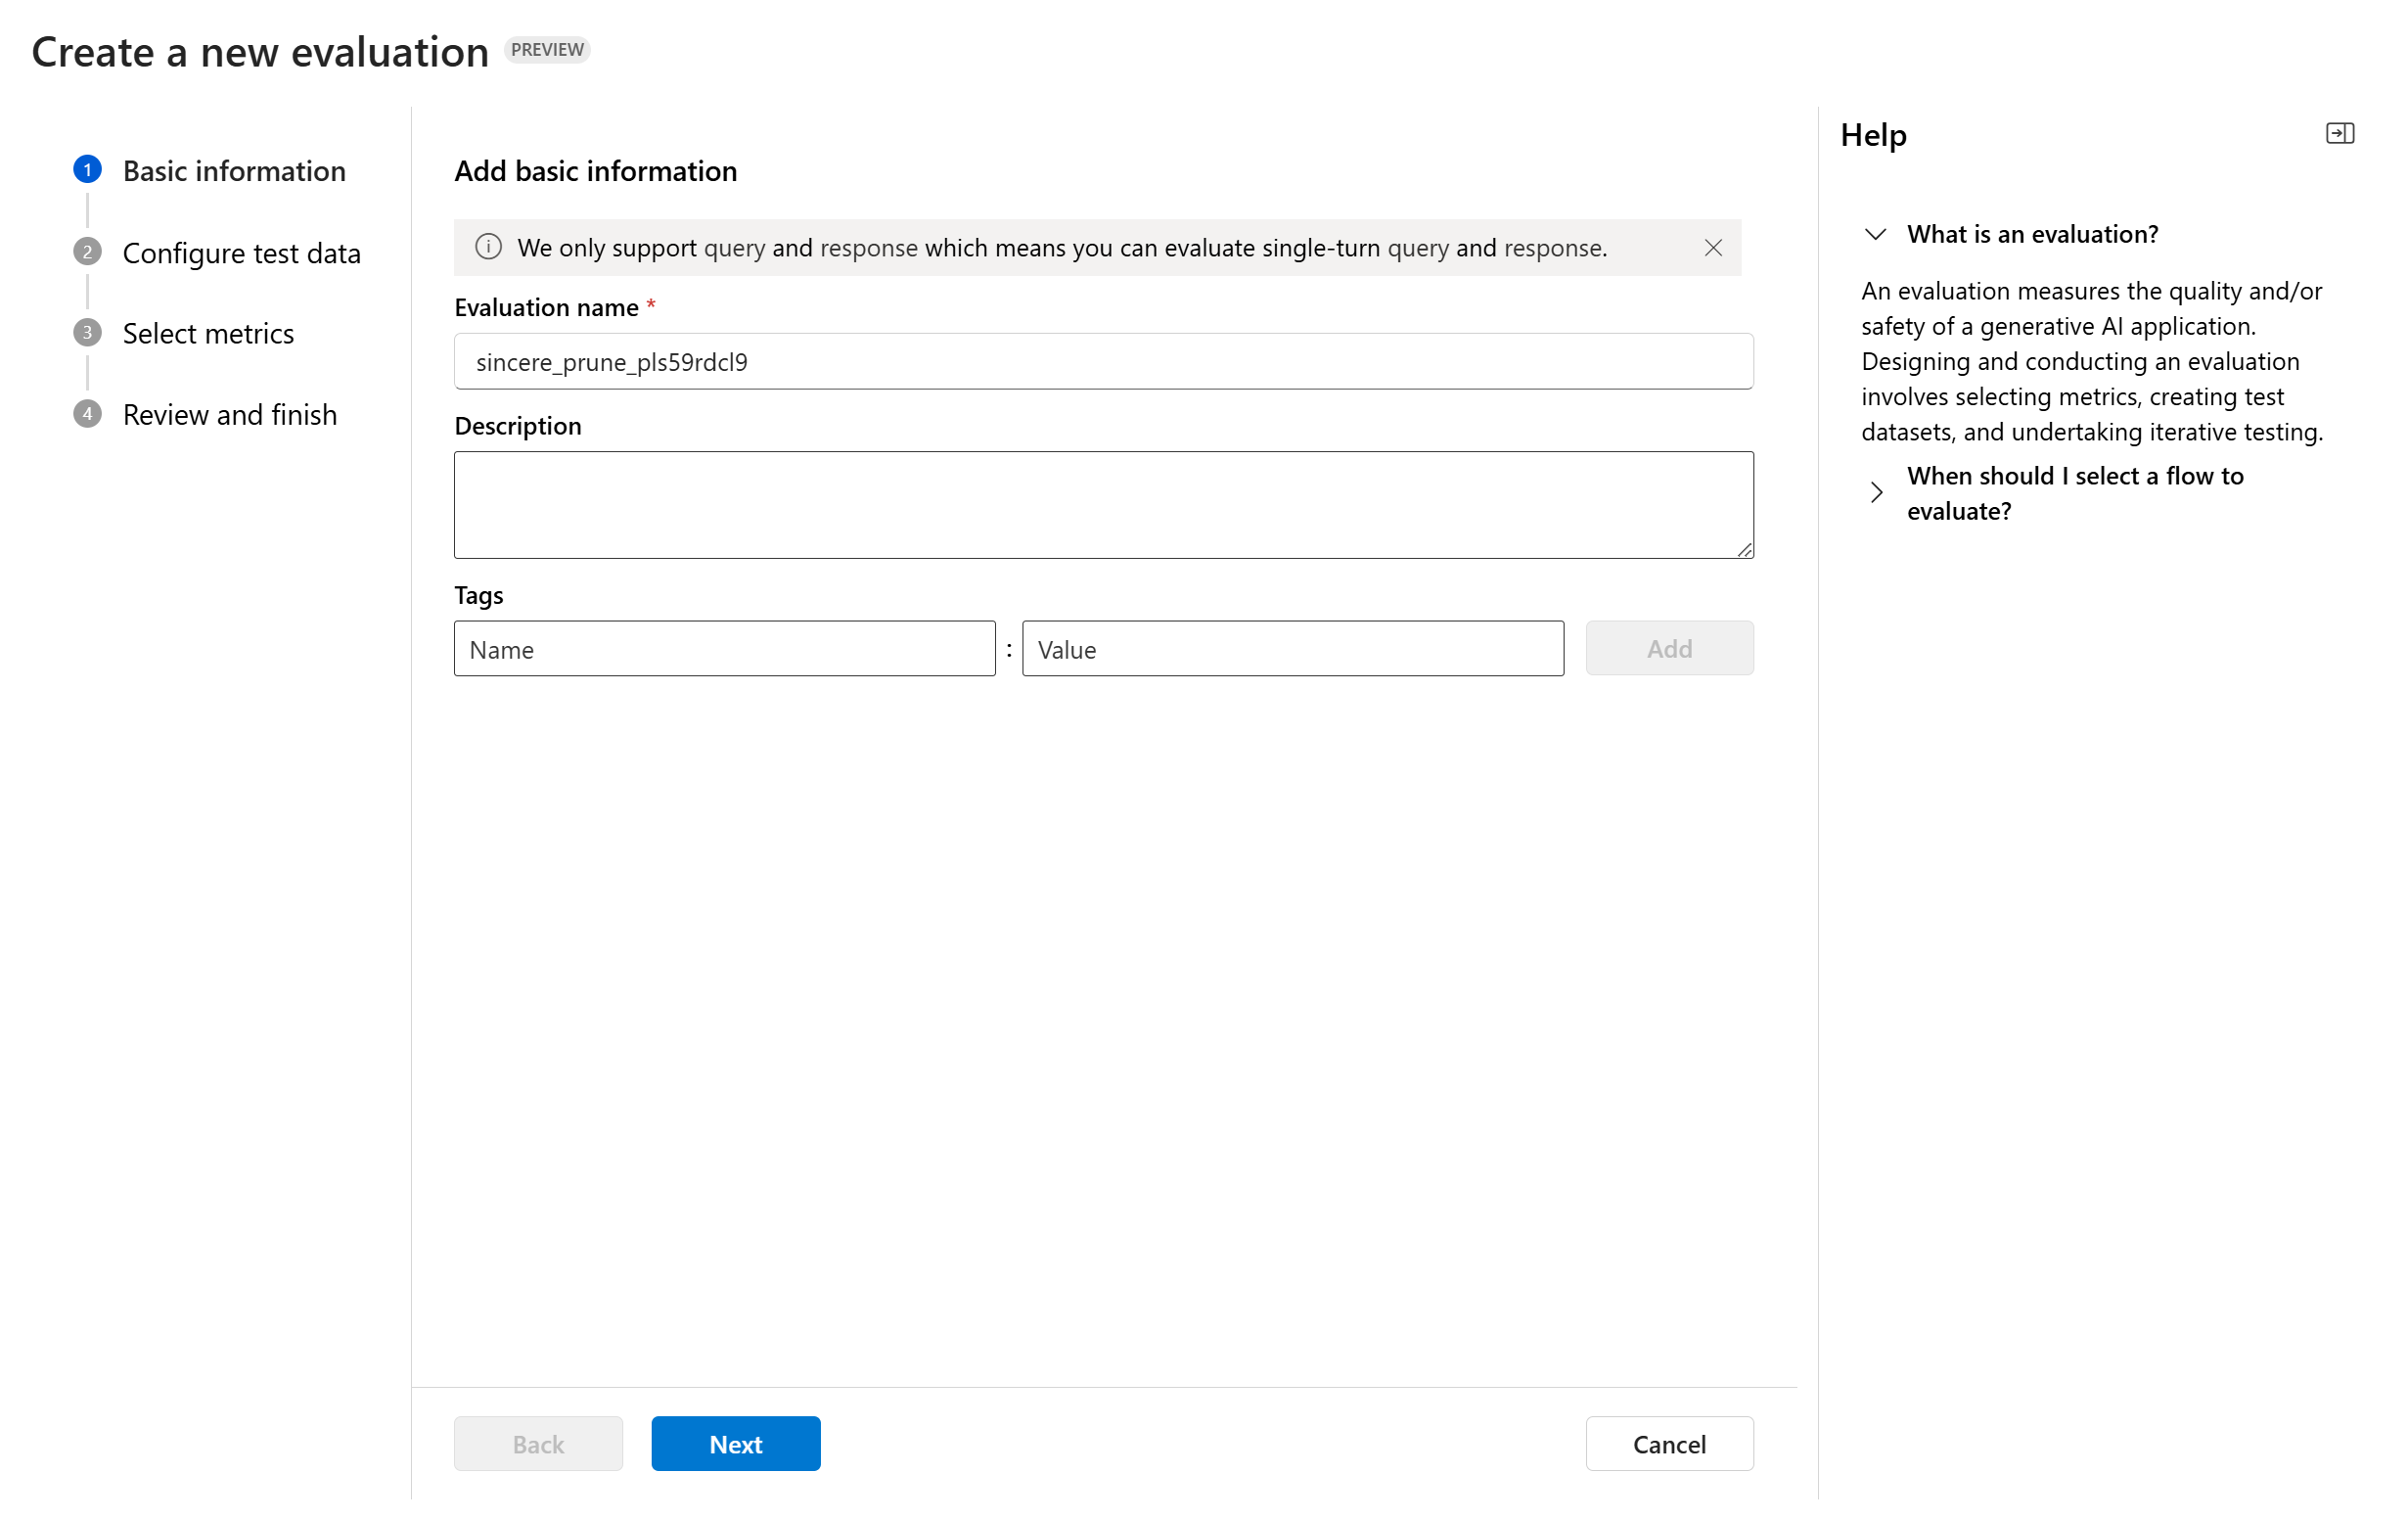 Create a new evaluation PREVIEW
1 Basic information
2 Configure test data
3 Select metrics
4 Review and finish
Add basic information
We only support query and response which means you can evaluate single-turn query and response.
Evaluation name *
sincere_prune_pls59rdcl9
Description
Tags
Name : Value Add
Back Next Cancel
Help
What is an evaluation?
An evaluation measures the quality and/or
safety of a generative AI application.
Designing and conducting an evaluation
involves selecting metrics, creating test
datasets, and undertaking iterative testing.
When should I select a flow to
evaluate?